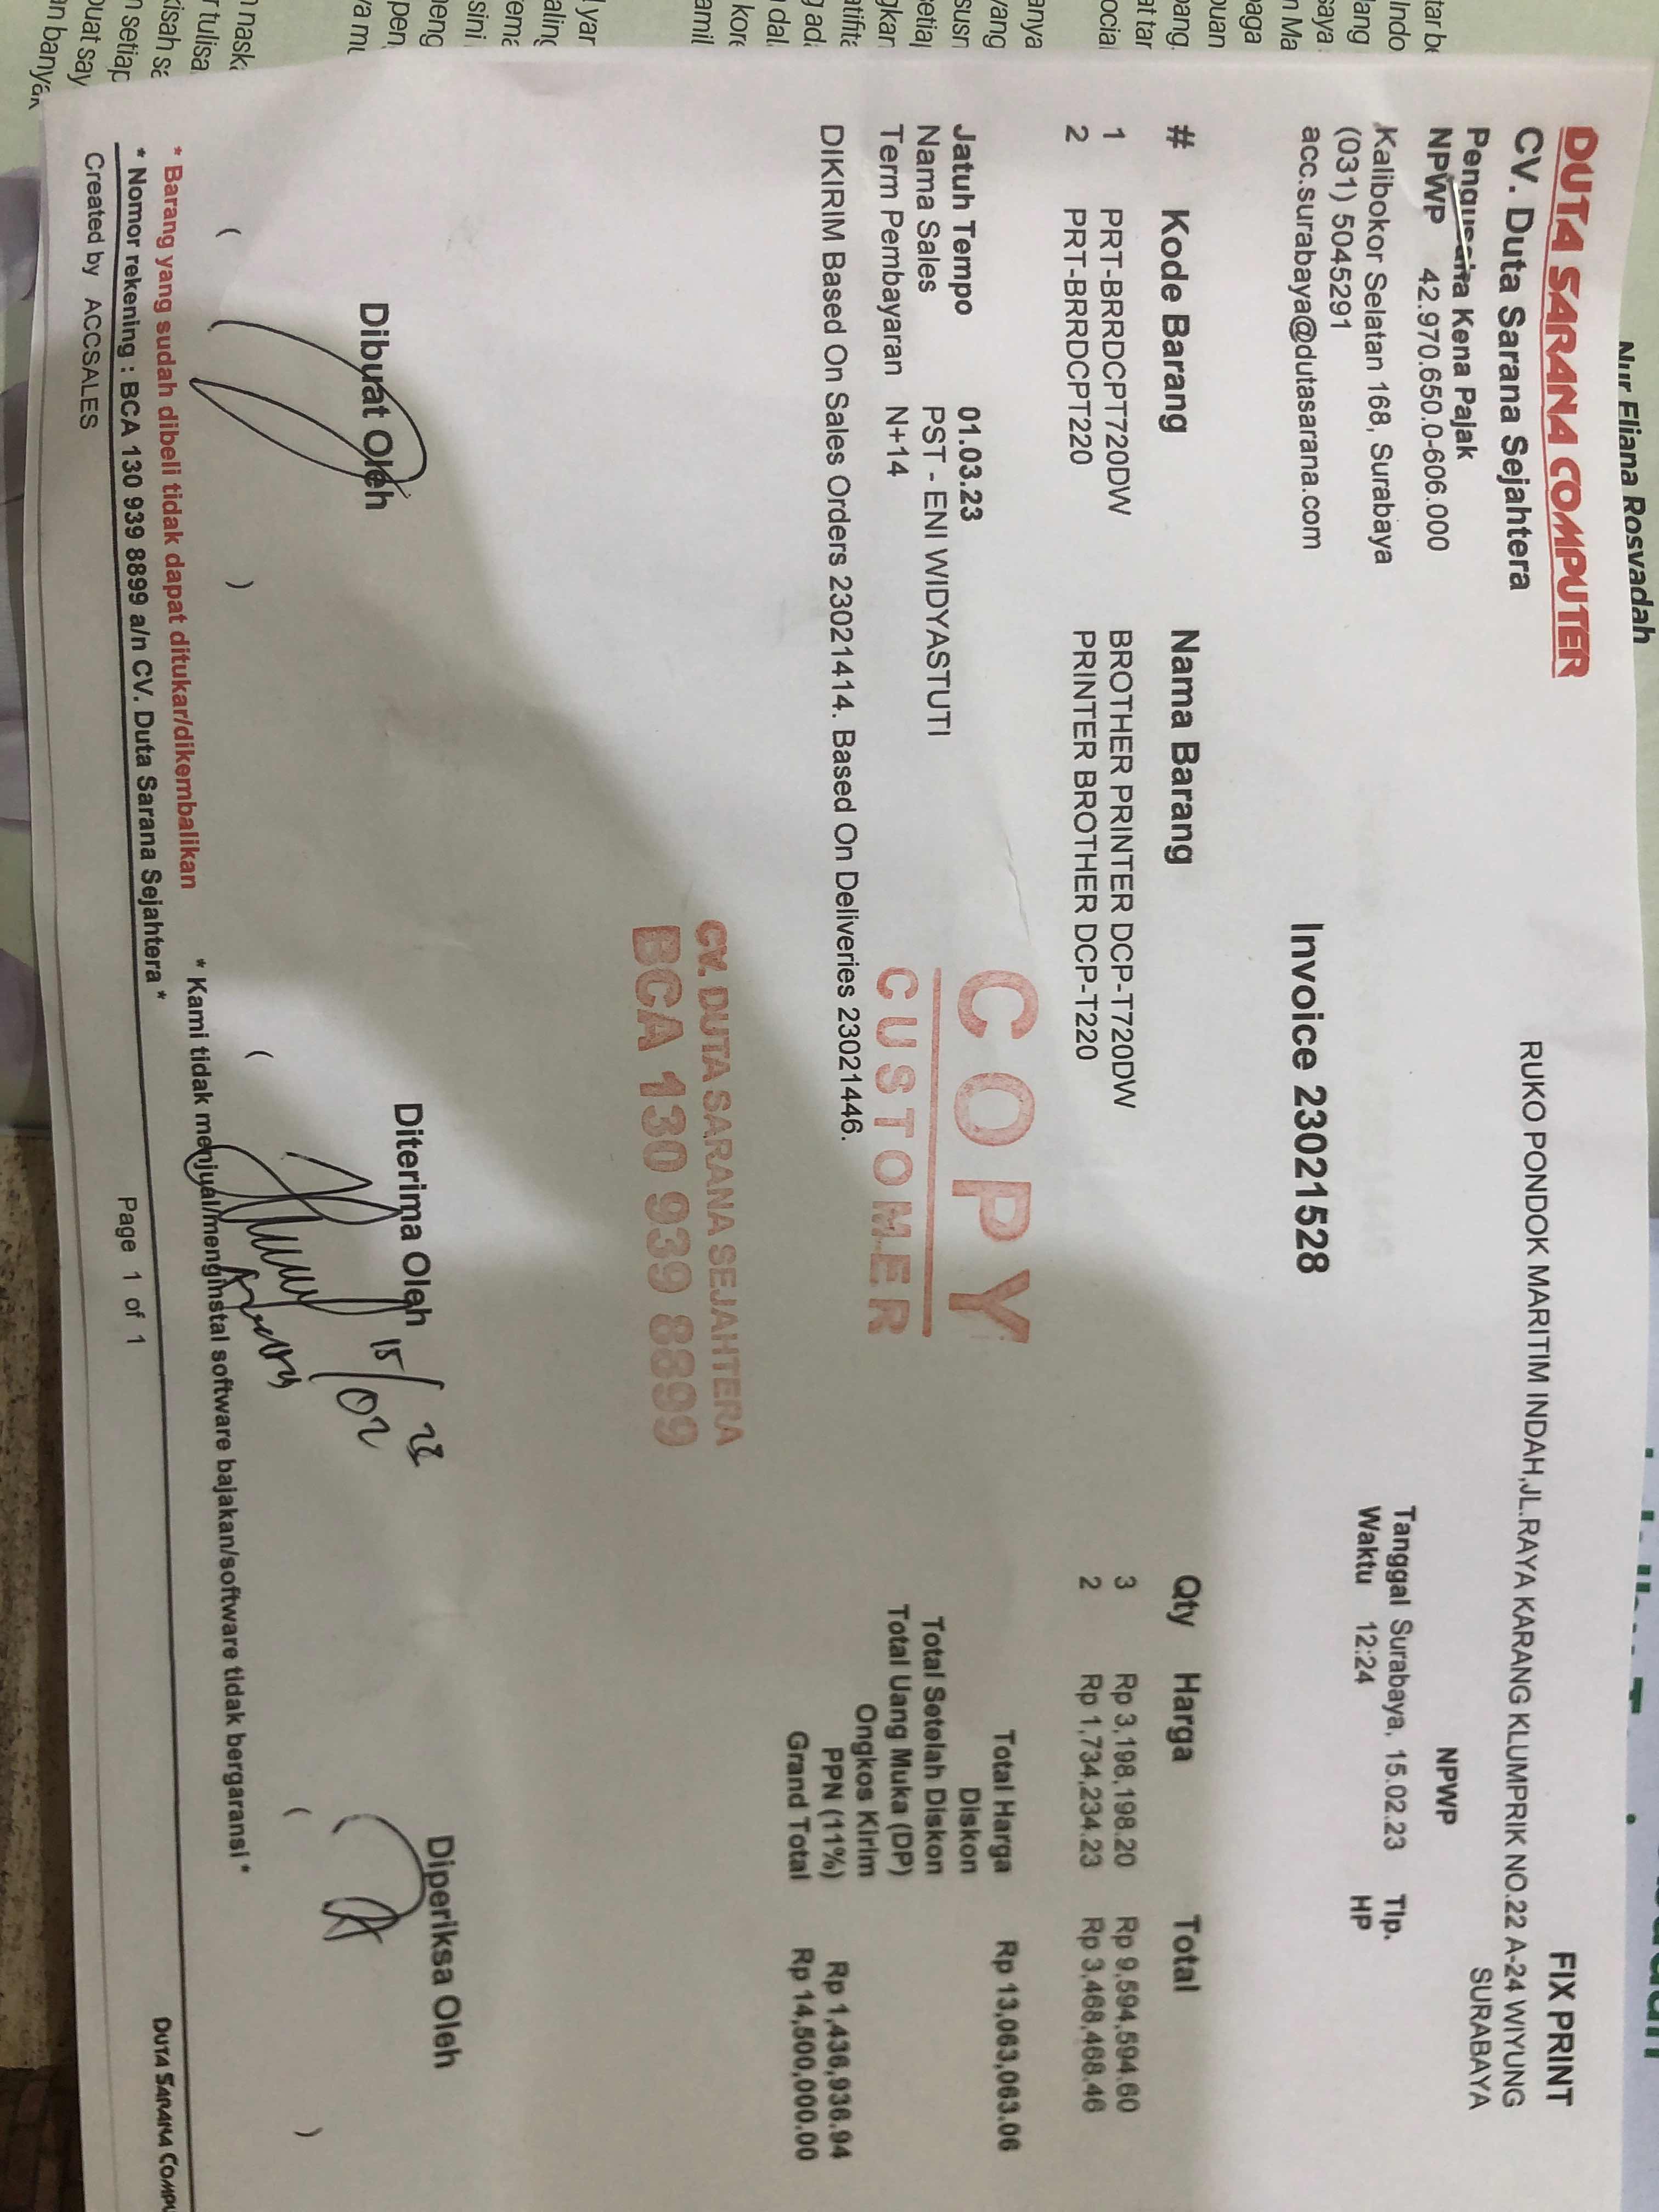 Nur Eliana Rosyadah
DUTA SARANA COMPUTER
CV. Duta Sarana Sejahtera
Pengusaha Kena Pajak
NPWP 42.970.650.0-606.000
Kalibokor Selatan 168, Surabaya
(031) 5045291
acc.surabaya@dutasarana.com
FIX PRINT
RUKO PONDOK MARITIM INDAH,JL.RAYA KARANG KLUMPRIK NO.22 A-24 WIYUNG
SURABAYA
NPWP
Tanggal Surabaya, 15.02.23 Tlp.
Waktu 12:24 HP
Invoice 23021528
# Kode Barang Nama Barang Qty Harga Total
1 PRT-BRRDCPT720DW BROTHER PRINTER DCP-T720DW 3 Rp 3,198,198.20 Rp 9,594,594.60
2 PRT-BRRDCPT220 PRINTER BROTHER DCP-T220 2 Rp 1,734,234.23 Rp 3,468,468.46
Jatuh Tempo 01.03.23
Nama Sales PST - ENI WIDYASTUTI
Term Pembayaran N+14
DIKIRIM Based On Sales Orders 23021414. Based On Deliveries 23021446.
COPY
CUSTOMER
Total Harga Rp 13,063,063.06
Diskon
Total Setelah Diskon
Total Uang Muka (DP)
Ongkos Kirim
PPN (11%) Rp 1,436,936.94
Grand Total Rp 14,500,000.00
CV. DUTA SARANA SEJAHTERA
BCA 130 939 8899
Dibuat Oleh Diterima Oleh Diperiksa Oleh
15/02 23
( ) ( ( )
* Barang yang sudah dibeli tidak dapat ditukar/dikembalikan * Kami tidak menjual/menginstal software bajakan/software tidak bergaransi *
* Nomor rekening : BCA 130 939 8899 a/n CV. Duta Sarana Sejahtera *
Created by ACCSALES Page 1 of 1 DUTA SARANA COMPU